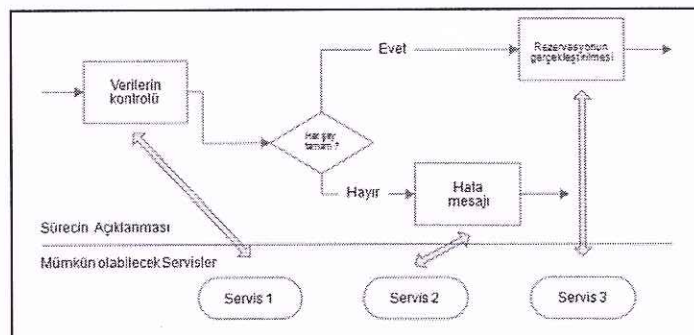 Evet
Rezervasyonun
gerçekleştirilmesi
Verilerin
kontrolü
Her şey
tamam ?
Hayır
Hata
mesajı
Sürecin Açıklanması
Mümkün olabilecek Servisler
Servis 1
Servis 2
Servis 3